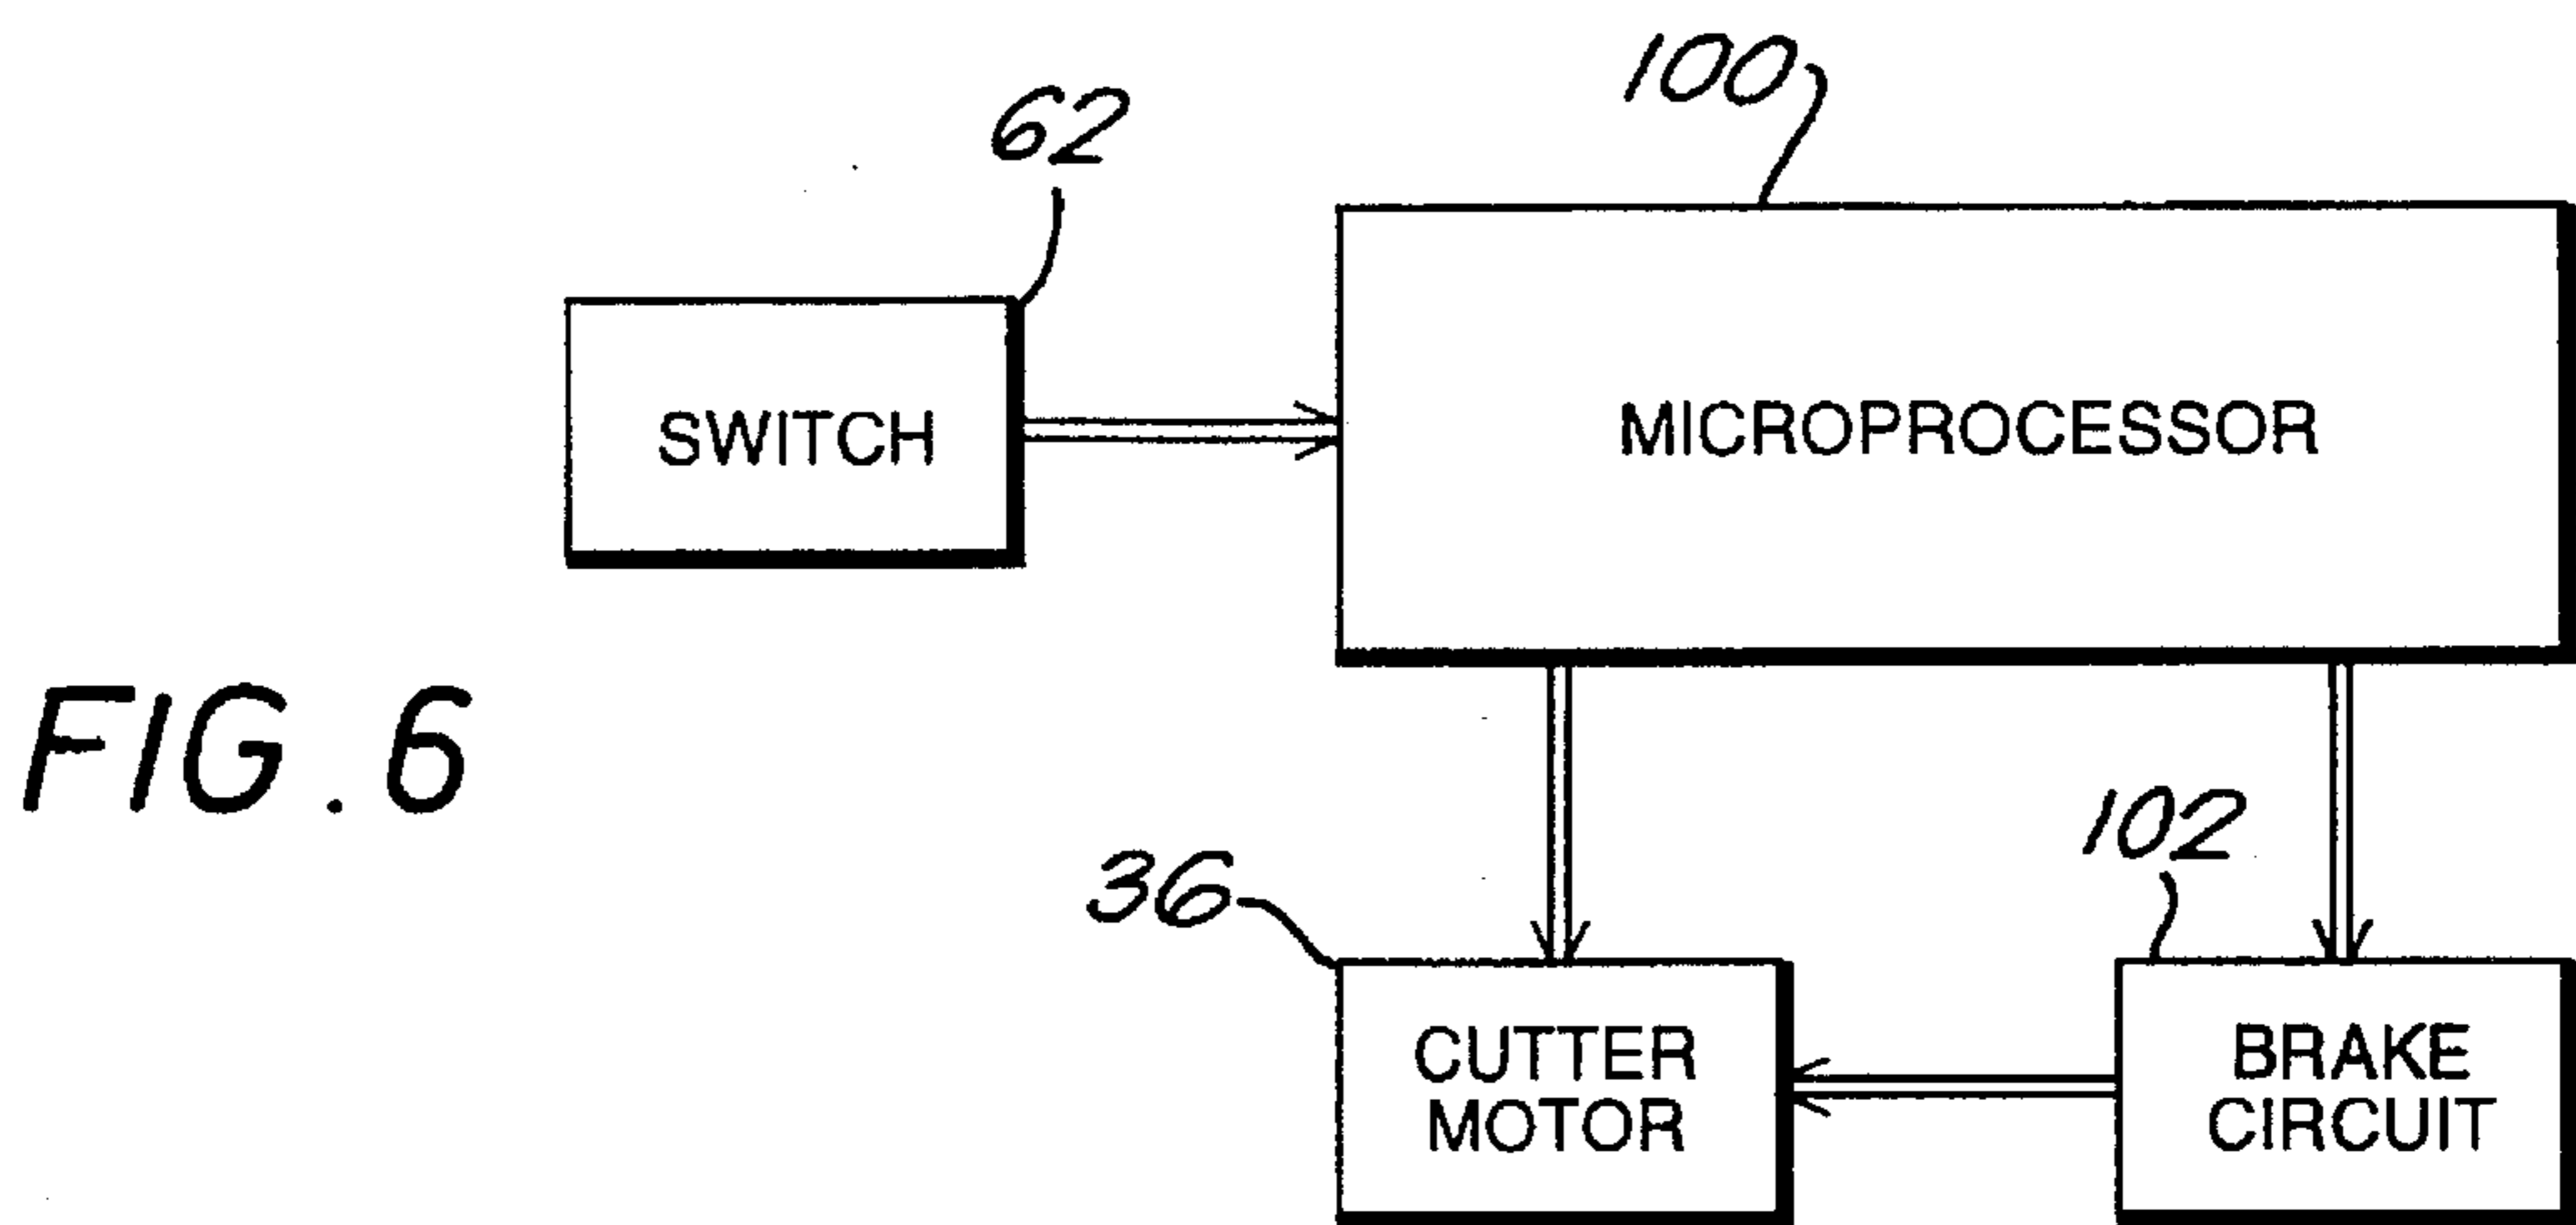 100
62
SWITCH
MICROPROCESSOR
FIG. 6
102
36
CUTTER
MOTOR
BRAKE
CIRCUIT